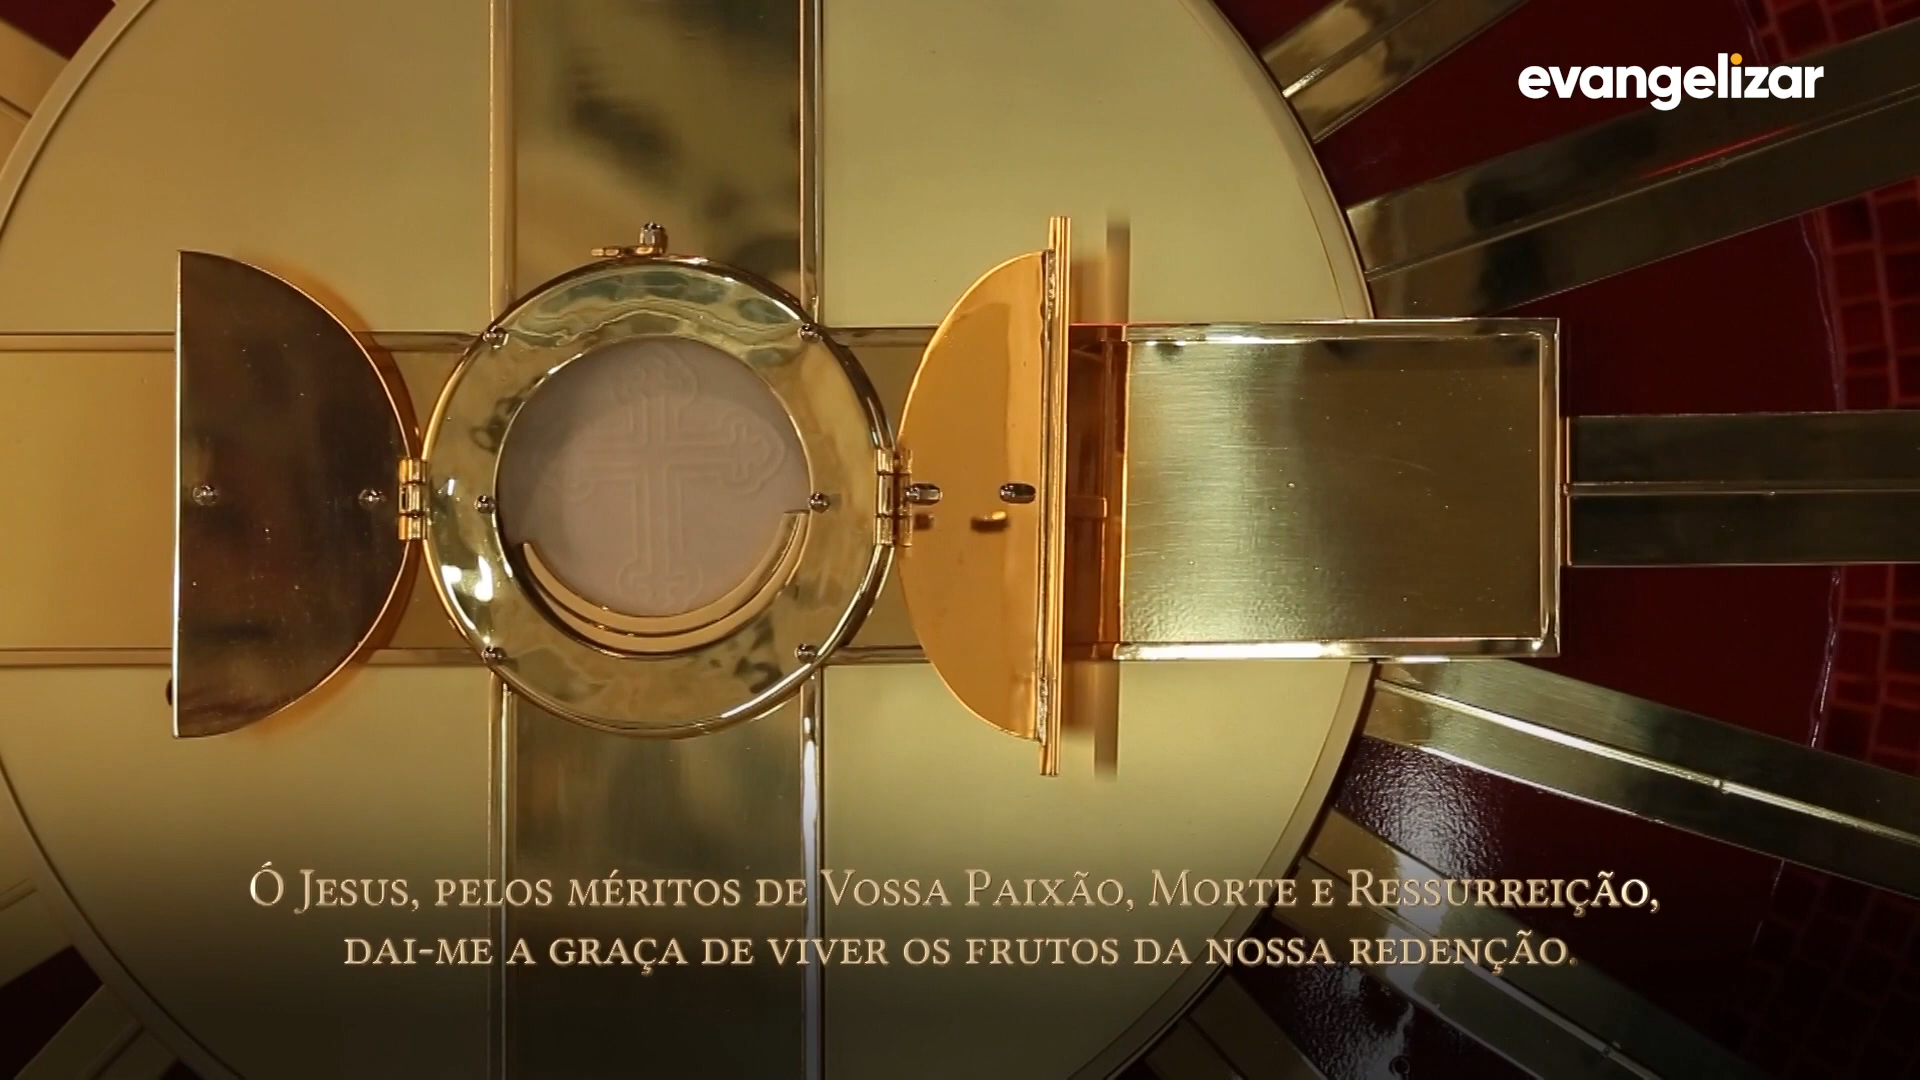 evangelizar
Ó Jesus, pelos méritos de Vossa Paixão, Morte e Ressurreição,
dai-me a graça de viver os frutos da nossa redenção.